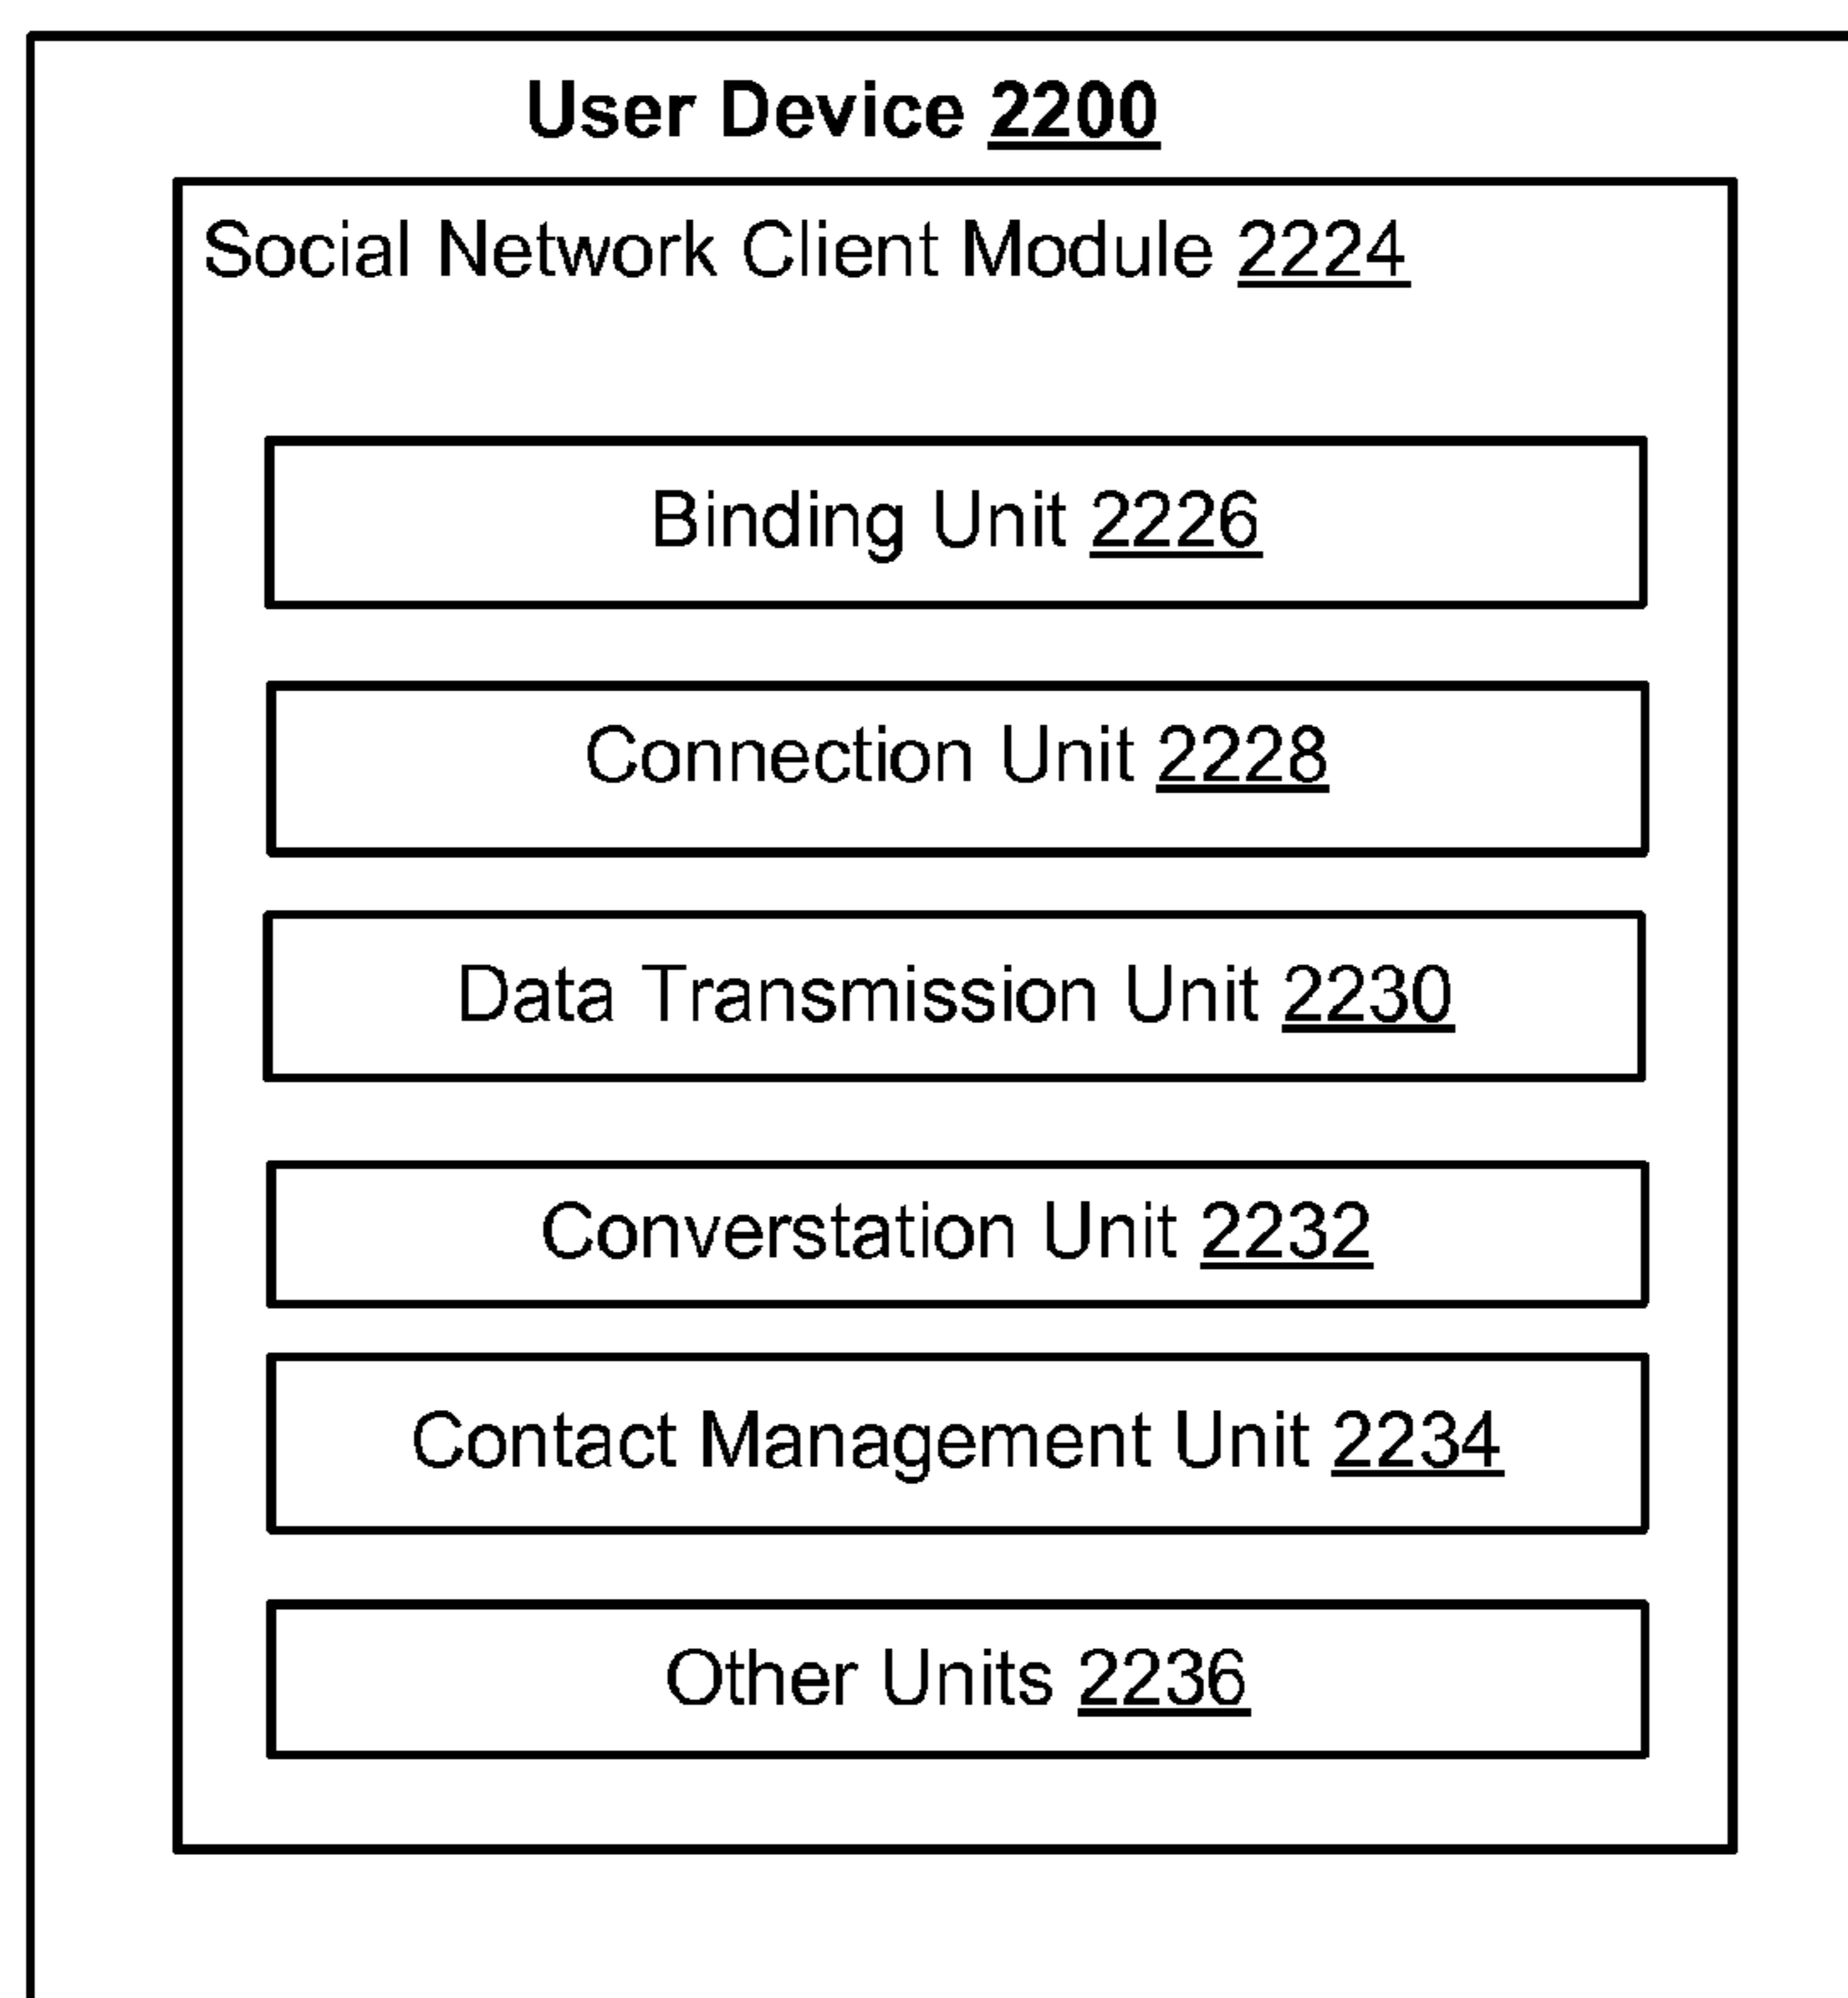 User Device 2200
Social Network Client Module 2224
Binding Unit 2226
Connection Unit 2228
Data Transmission Unit 2230
Converstation Unit 2232
Contact Management Unit 2234
Other Units 2236